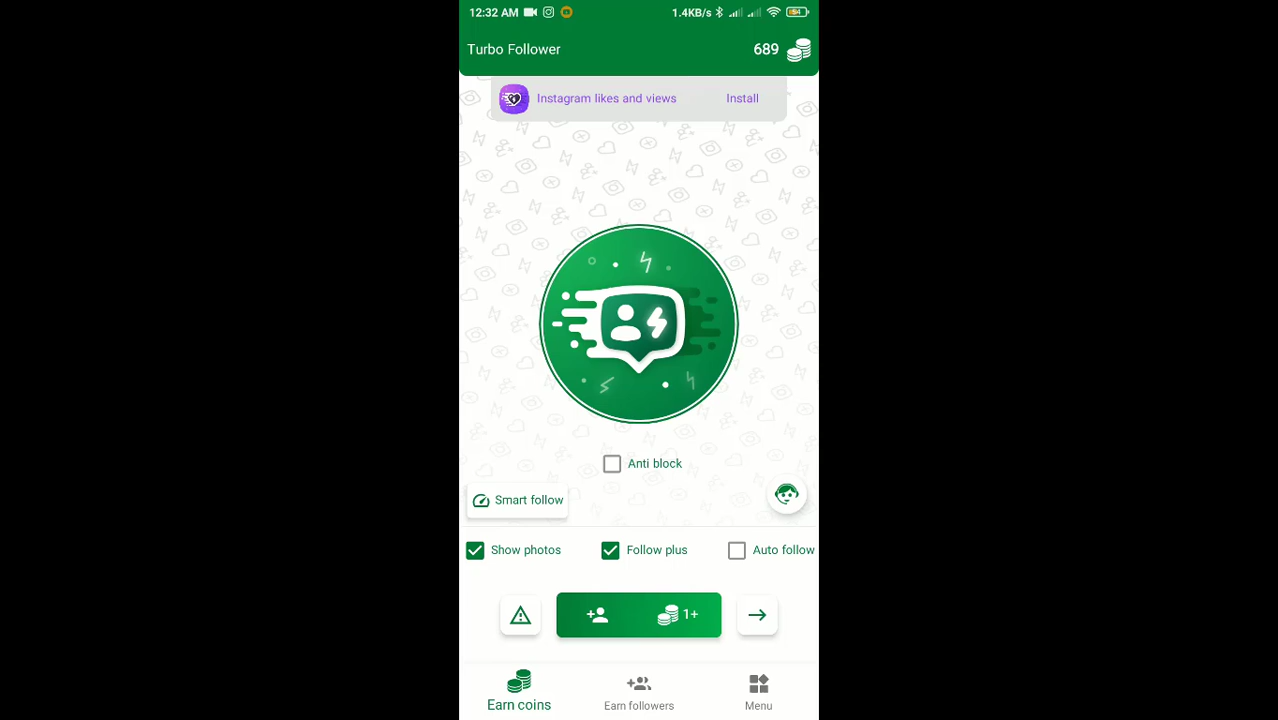 12:32 AM 1.4KB/s 54
Turbo Follower 689
Instagram likes and views Install
Anti block
Smart follow
Show photos Follow plus Auto follow
1+
Earn coins Earn followers Menu